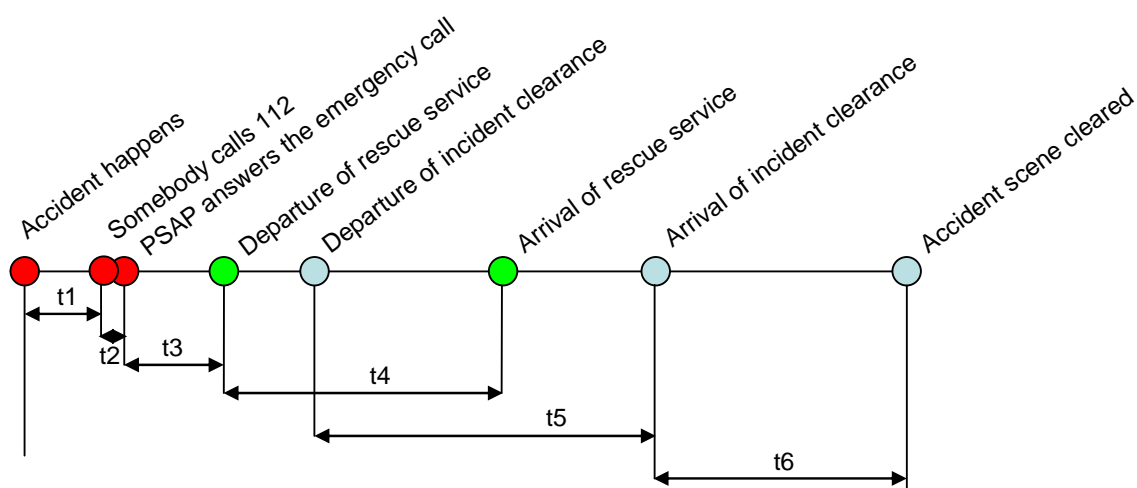 Accident happens
Somebody calls 112
PSAP answers the emergency call
Departure of rescue service
Departure of incident clearance
Arrival of rescue service
Arrival of incident clearance
Accident scene cleared
t1
t2
t3
t4
t5
t6